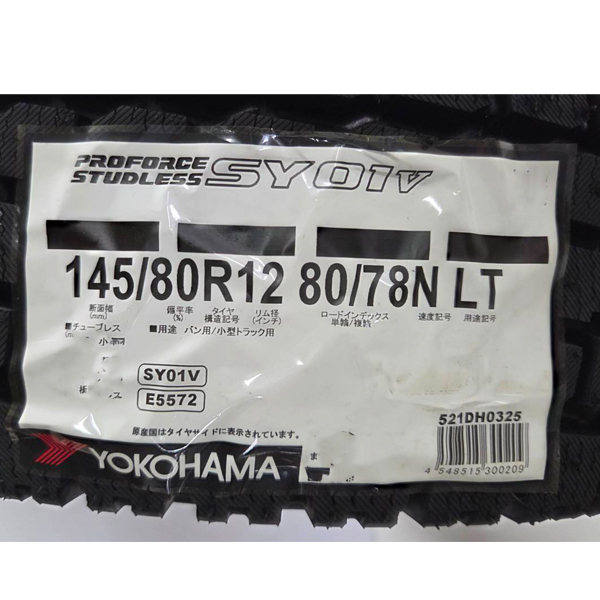 PROFORCE
STUDLESS SY01V
145/80R12 80/78N LT
断面幅 (mm) 偏平率 (%) タイヤ構造記号 リム径 (インチ) ロードインデックス 単輪/複輪 速度記号 用途記号
■チューブレス ■用途 バン用/小型トラック用
SY01V
E5572
原産国はタイヤサイドに表示されています。
521DH0325
YOKOHAMA
4 548515 300209